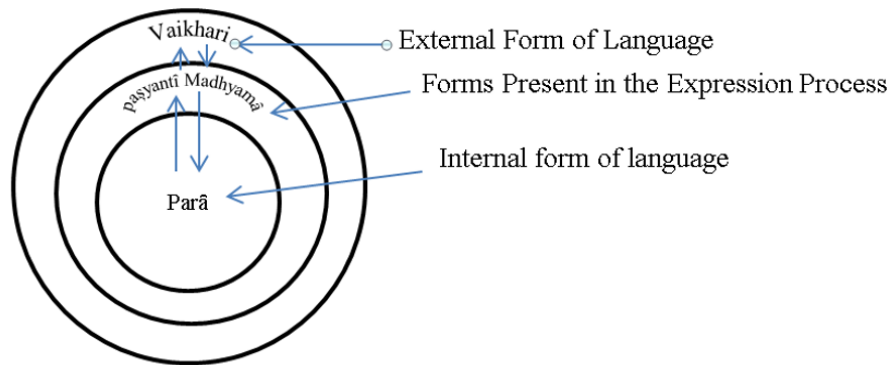 Vaikhari
External Form of Language
paṣyantî Madhyamâ
Forms Present in the Expression Process
Internal form of language
Parâ